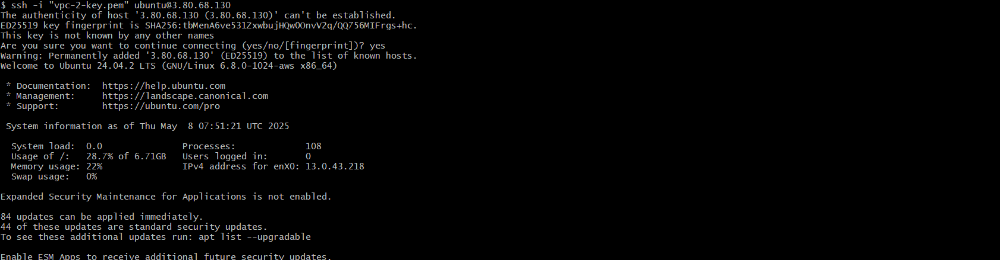 $ ssh -i "vpc-2-key.pem" ubuntu@3.80.68.130
The authenticity of host '3.80.68.130 (3.80.68.130)' can't be established.
ED25519 key fingerprint is SHA256:tbMenA6ve531ZxwbujHQw0OnvV2q/QQ756MIFrgs+hc.
This key is not known by any other names
Are you sure you want to continue connecting (yes/no/[fingerprint])? yes
Warning: Permanently added '3.80.68.130' (ED25519) to the list of known hosts.
Welcome to Ubuntu 24.04.2 LTS (GNU/Linux 6.8.0-1024-aws x86_64)

 * Documentation:  https://help.ubuntu.com
 * Management:     https://landscape.canonical.com
 * Support:        https://ubuntu.com/pro

 System information as of Thu May  8 07:51:21 UTC 2025

  System load:  0.0               Processes:             108
  Usage of /:   28.7% of 6.71GB   Users logged in:       0
  Memory usage: 22%               IPv4 address for enX0: 13.0.43.218
  Swap usage:   0%

Expanded Security Maintenance for Applications is not enabled.

84 updates can be applied immediately.
44 of these updates are standard security updates.
To see these additional updates run: apt list --upgradable

Enable ESM Apps to receive additional future security updates.